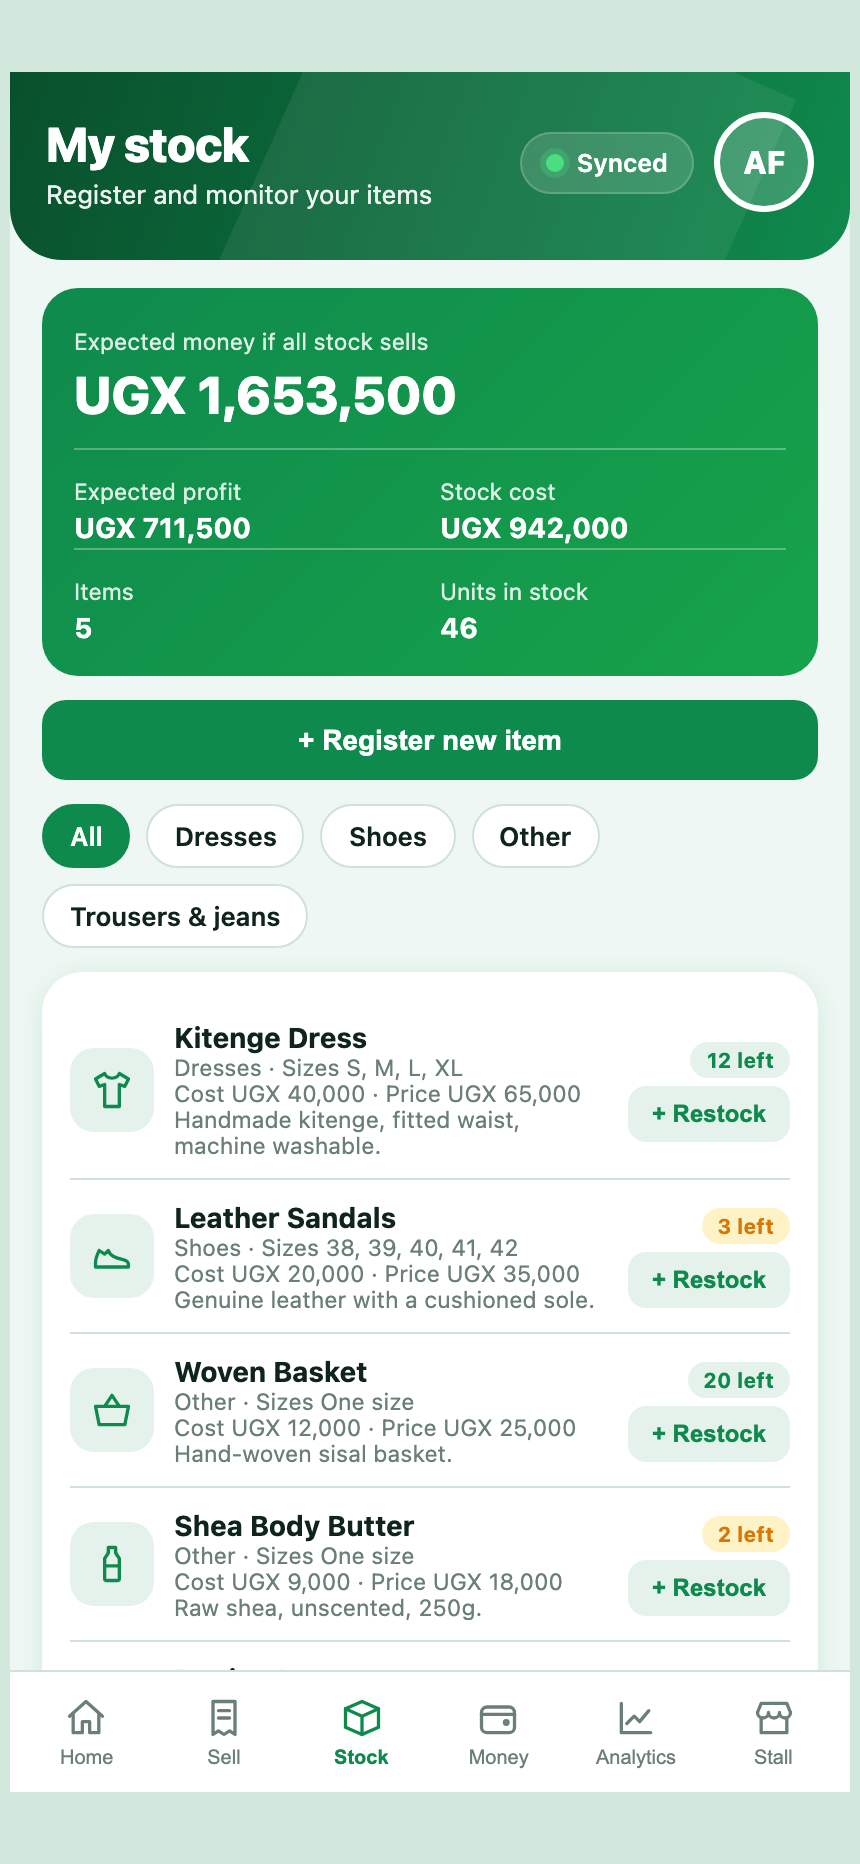 My stock
Register and monitor your items
Synced
AF
Expected money if all stock sells
UGX 1,653,500
Expected profit
UGX 711,500
Stock cost
UGX 942,000
Items
5
Units in stock
46
+ Register new item
All
Dresses
Shoes
Other
Trousers & jeans
Kitenge Dress
Dresses · Sizes S, M, L, XL
Cost UGX 40,000 · Price UGX 65,000
Handmade kitenge, fitted waist,
machine washable.
12 left
+ Restock
Leather Sandals
Shoes · Sizes 38, 39, 40, 41, 42
Cost UGX 20,000 · Price UGX 35,000
Genuine leather with a cushioned sole.
3 left
+ Restock
Woven Basket
Other · Sizes One size
Cost UGX 12,000 · Price UGX 25,000
Hand-woven sisal basket.
20 left
+ Restock
Shea Body Butter
Other · Sizes One size
Cost UGX 9,000 · Price UGX 18,000
Raw shea, unscented, 250g.
2 left
+ Restock
Home
Sell
Stock
Money
Analytics
Stall